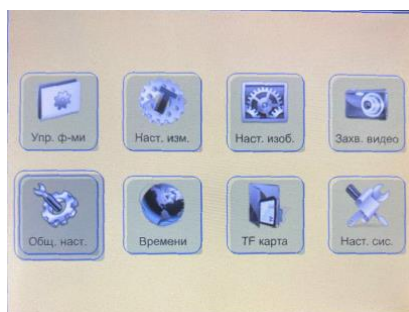 Упр. ф-ми
Наст. изм.
Наст. изоб.
Захв. видео
Общ. наст.
Времени
TF карта
Наст. сис.